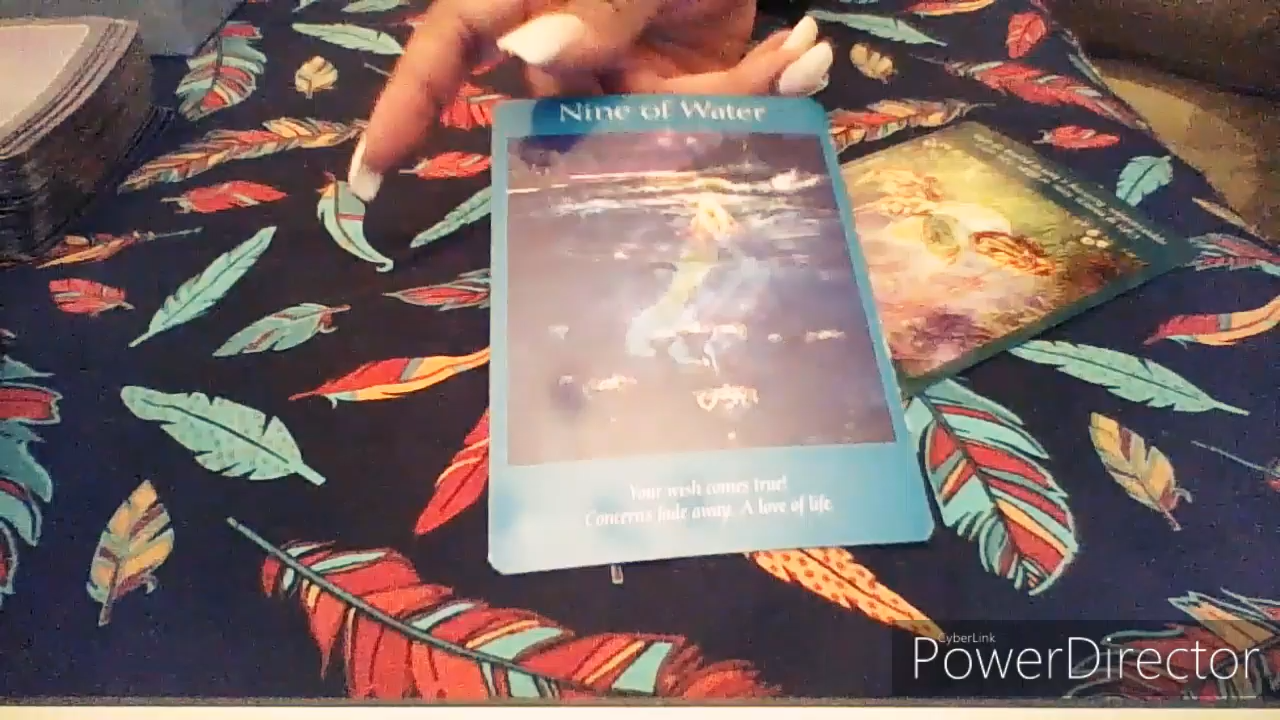 Nine of Water
Your wish comes true!
Concerns fade away. A love of life.
CyberLink
PowerDirector